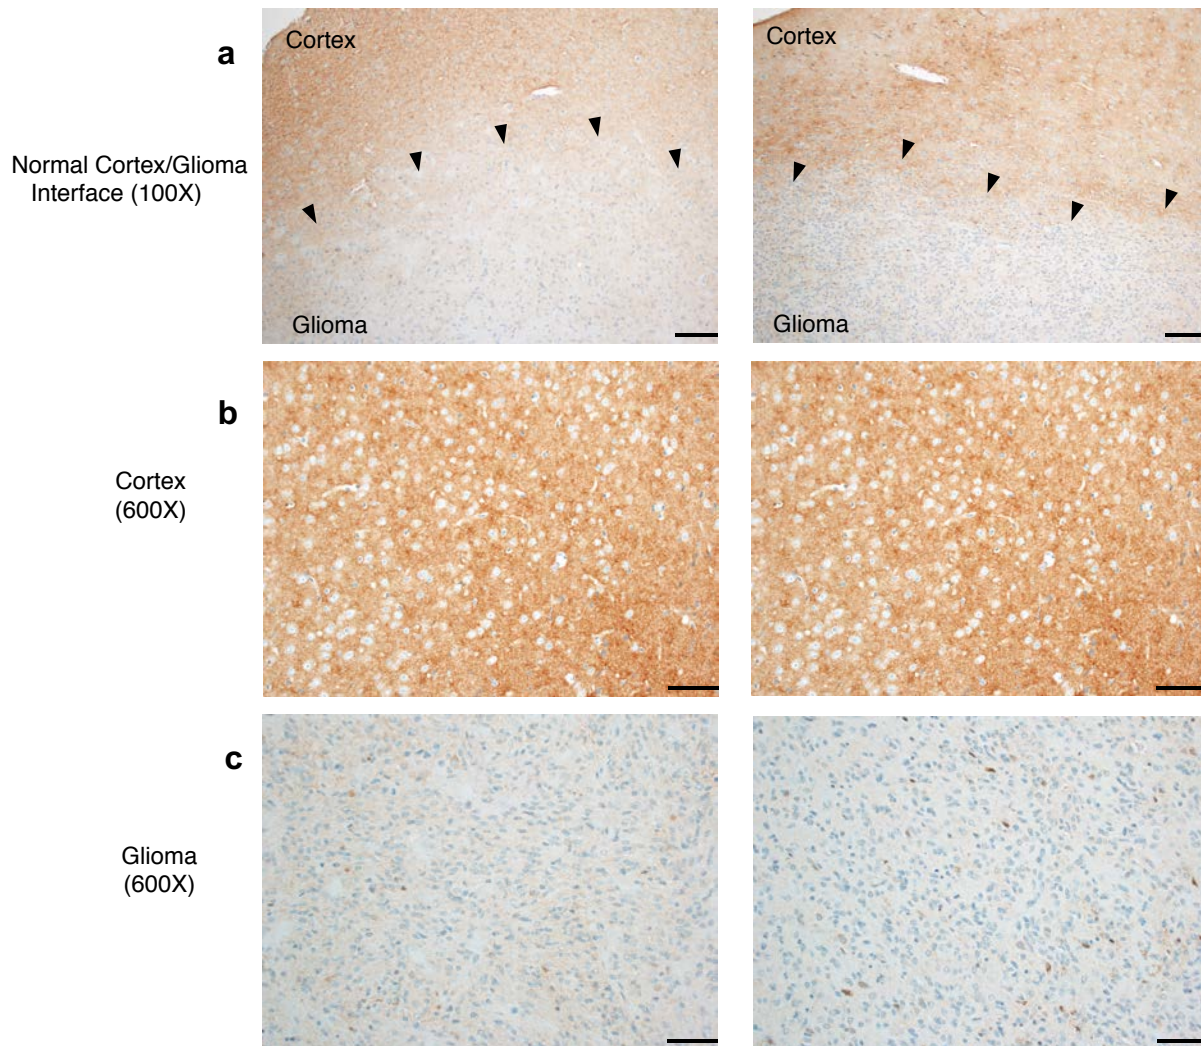 a
Cortex
Cortex
Normal Cortex/Glioma
Interface (100X)
Glioma
Glioma
b
Cortex
(600X)
c
Glioma
(600X)